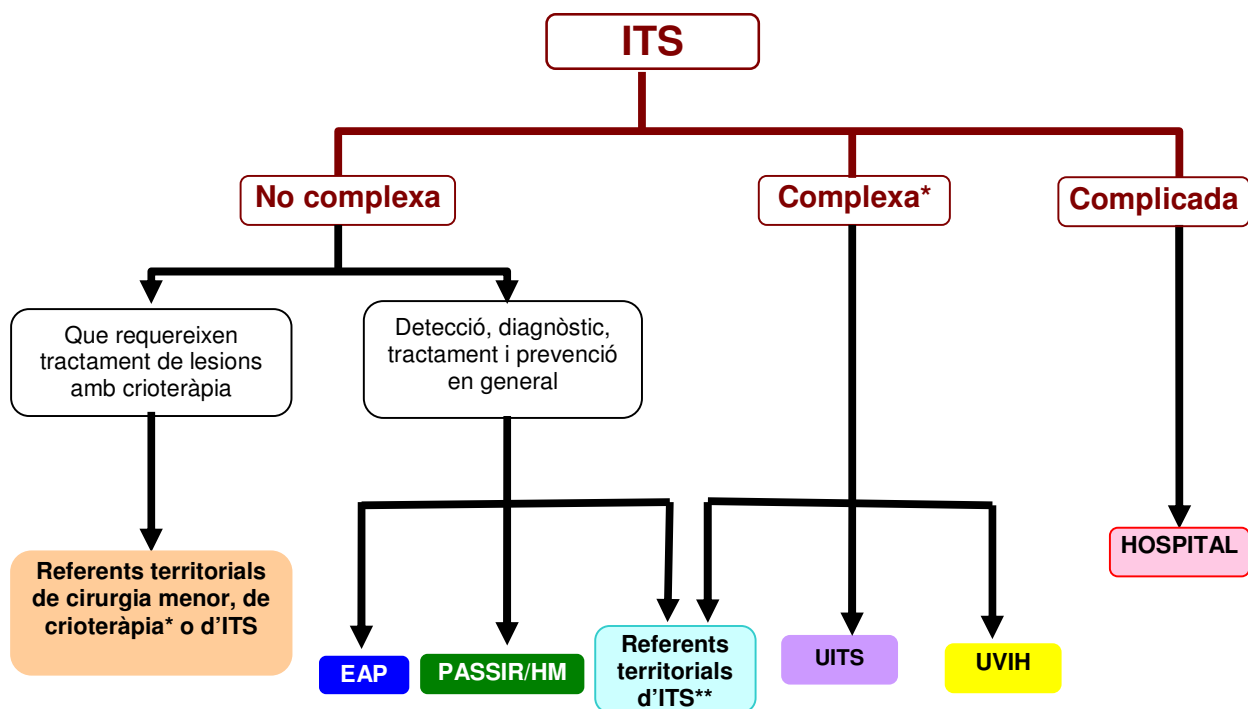 ITS
No complexa
Complexa*
Complicada
Que requereixen
tractament de lesions
amb crioteràpia
Detecció, diagnòstic,
tractament i prevenció
en general
Referents territorials
de cirurgia menor, de
crioteràpia* o d’ITS
EAP
PASSIR/HM
Referents
territorials
d’ITS**
UITS
UVIH
HOSPITAL